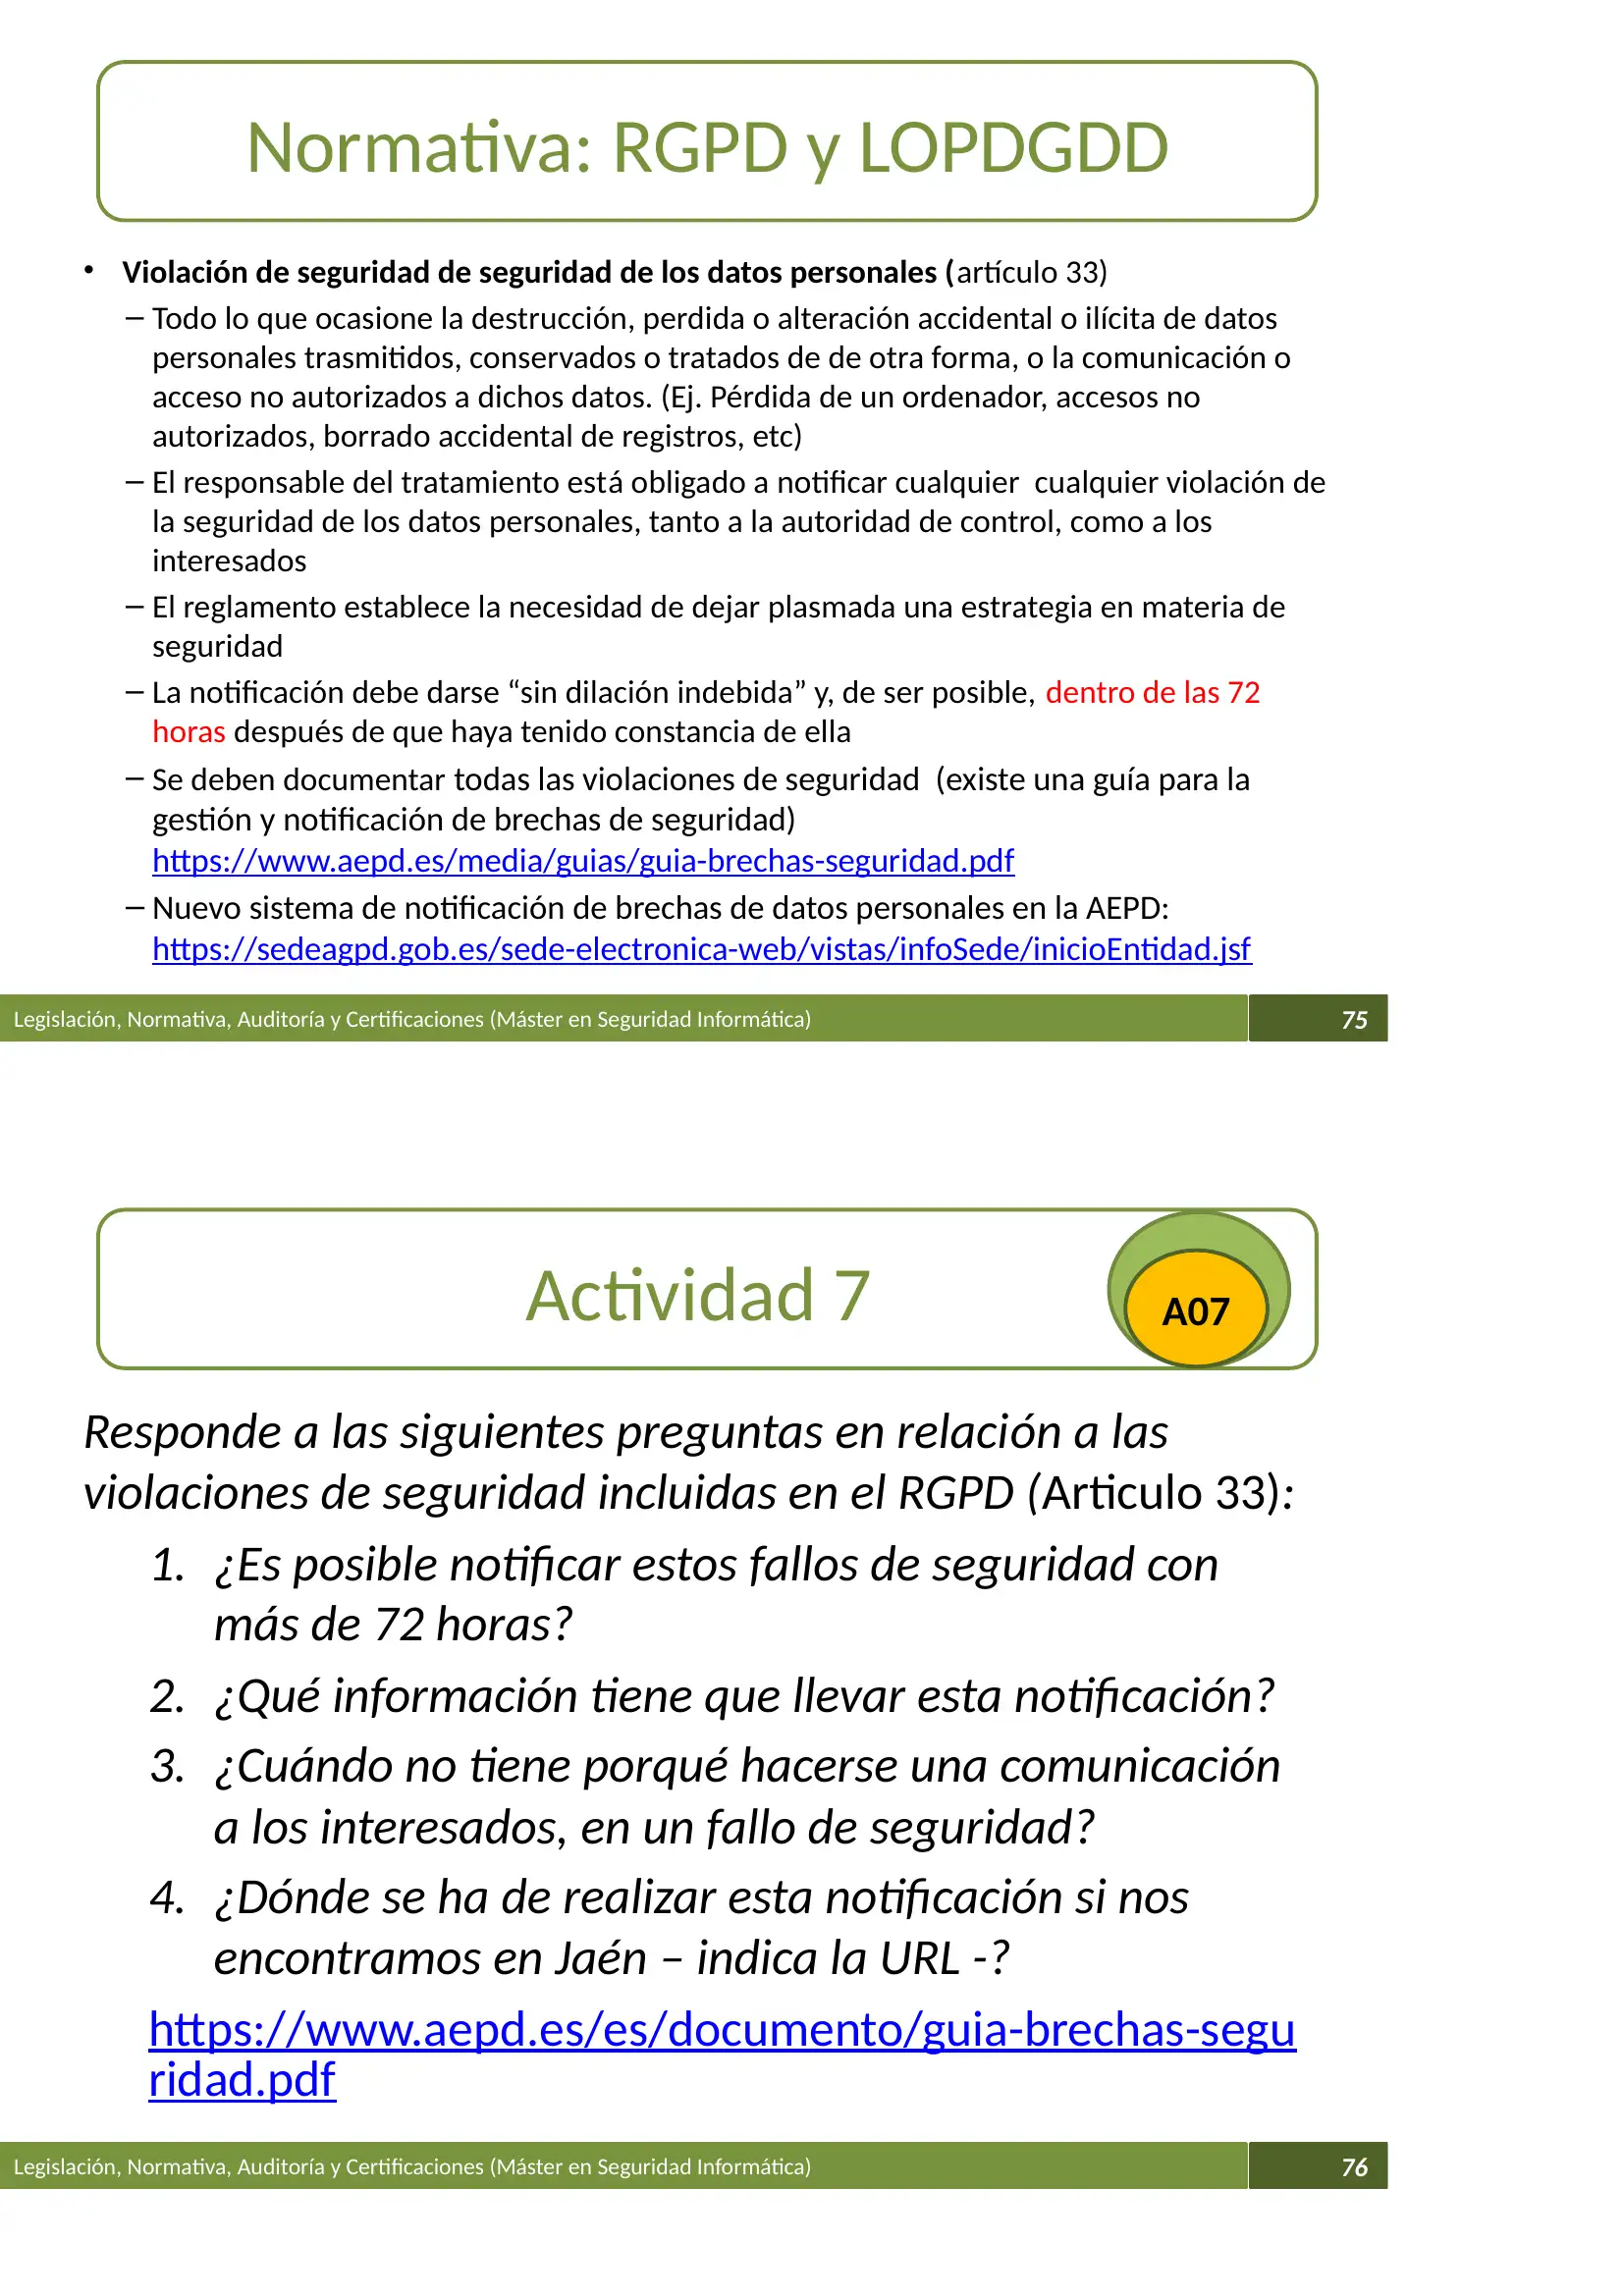 Normativa: RGPD y LOPDGDD
• Violación de seguridad de seguridad de los datos personales (artículo 33)
– Todo lo que ocasione la destrucción, perdida o alteración accidental o ilícita de datos
personales trasmitidos, conservados o tratados de de otra forma, o la comunicación o
acceso no autorizados a dichos datos. (Ej. Pérdida de un ordenador, accesos no
autorizados, borrado accidental de registros, etc)
– El responsable del tratamiento está obligado a notificar cualquier  cualquier violación de
la seguridad de los datos personales, tanto a la autoridad de control, como a los
interesados
– El reglamento establece la necesidad de dejar plasmada una estrategia en materia de
seguridad
– La notificación debe darse “sin dilación indebida” y, de ser posible, dentro de las 72
horas después de que haya tenido constancia de ella
– Se deben documentar todas las violaciones de seguridad  (existe una guía para la
gestión y notificación de brechas de seguridad)
https://www.aepd.es/media/guias/guia-brechas-seguridad.pdf
– Nuevo sistema de notificación de brechas de datos personales en la AEPD:
https://sedeagpd.gob.es/sede-electronica-web/vistas/infoSede/inicioEntidad.jsf
Legislación, Normativa, Auditoría y Certificaciones (Máster en Seguridad Informática) 75
Actividad 7
A07
Responde a las siguientes preguntas en relación a las
violaciones de seguridad incluidas en el RGPD (Articulo 33):
1. ¿Es posible notificar estos fallos de seguridad con
más de 72 horas?
2. ¿Qué información tiene que llevar esta notificación?
3. ¿Cuándo no tiene porqué hacerse una comunicación
a los interesados, en un fallo de seguridad?
4. ¿Dónde se ha de realizar esta notificación si nos
encontramos en Jaén – indica la URL -?
https://www.aepd.es/es/documento/guia-brechas-segu
ridad.pdf
Legislación, Normativa, Auditoría y Certificaciones (Máster en Seguridad Informática) 76